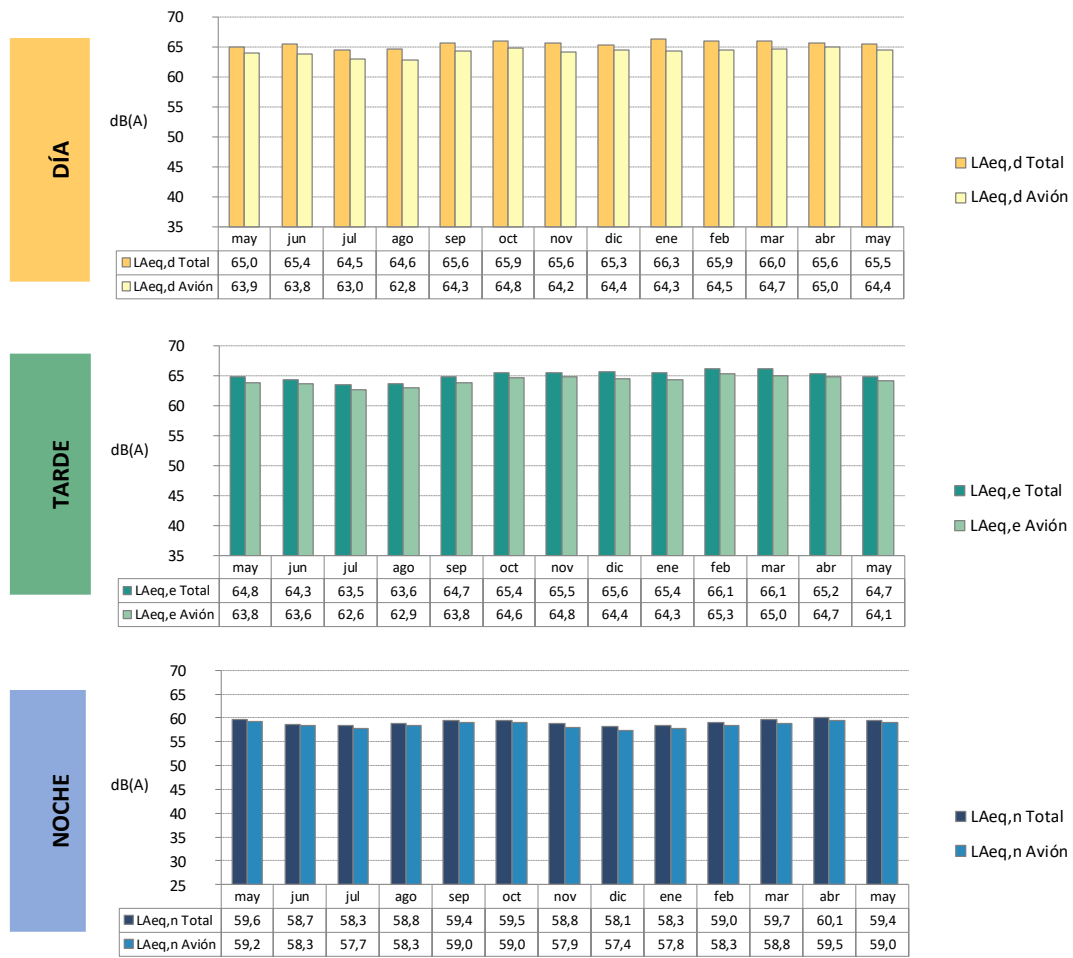 DÍA
dB(A)
70
65
60
55
50
45
40
35
may jun jul ago sep oct nov dic ene feb mar abr may
LAeq,d Total 65,0 65,4 64,5 64,6 65,6 65,9 65,6 65,3 66,3 65,9 66,0 65,6 65,5
LAeq,d Avión 63,9 63,8 63,0 62,8 64,3 64,8 64,2 64,4 64,3 64,5 64,7 65,0 64,4
LAeq,d Total
LAeq,d Avión
TARDE
dB(A)
70
65
60
55
50
45
40
35
may jun jul ago sep oct nov dic ene feb mar abr may
LAeq,e Total 64,8 64,3 63,5 63,6 64,7 65,4 65,5 65,6 65,4 66,1 66,1 65,2 64,7
LAeq,e Avión 63,8 63,6 62,6 62,9 63,8 64,6 64,8 64,4 64,3 65,3 65,0 64,7 64,1
LAeq,e Total
LAeq,e Avión
NOCHE
dB(A)
70
65
60
55
50
45
40
35
30
25
may jun jul ago sep oct nov dic ene feb mar abr may
LAeq,n Total 59,6 58,7 58,3 58,8 59,4 59,5 58,8 58,1 58,3 59,0 59,7 60,1 59,4
LAeq,n Avión 59,2 58,3 57,7 58,3 59,0 59,0 57,9 57,4 57,8 58,3 58,8 59,5 59,0
LAeq,n Total
LAeq,n Avión